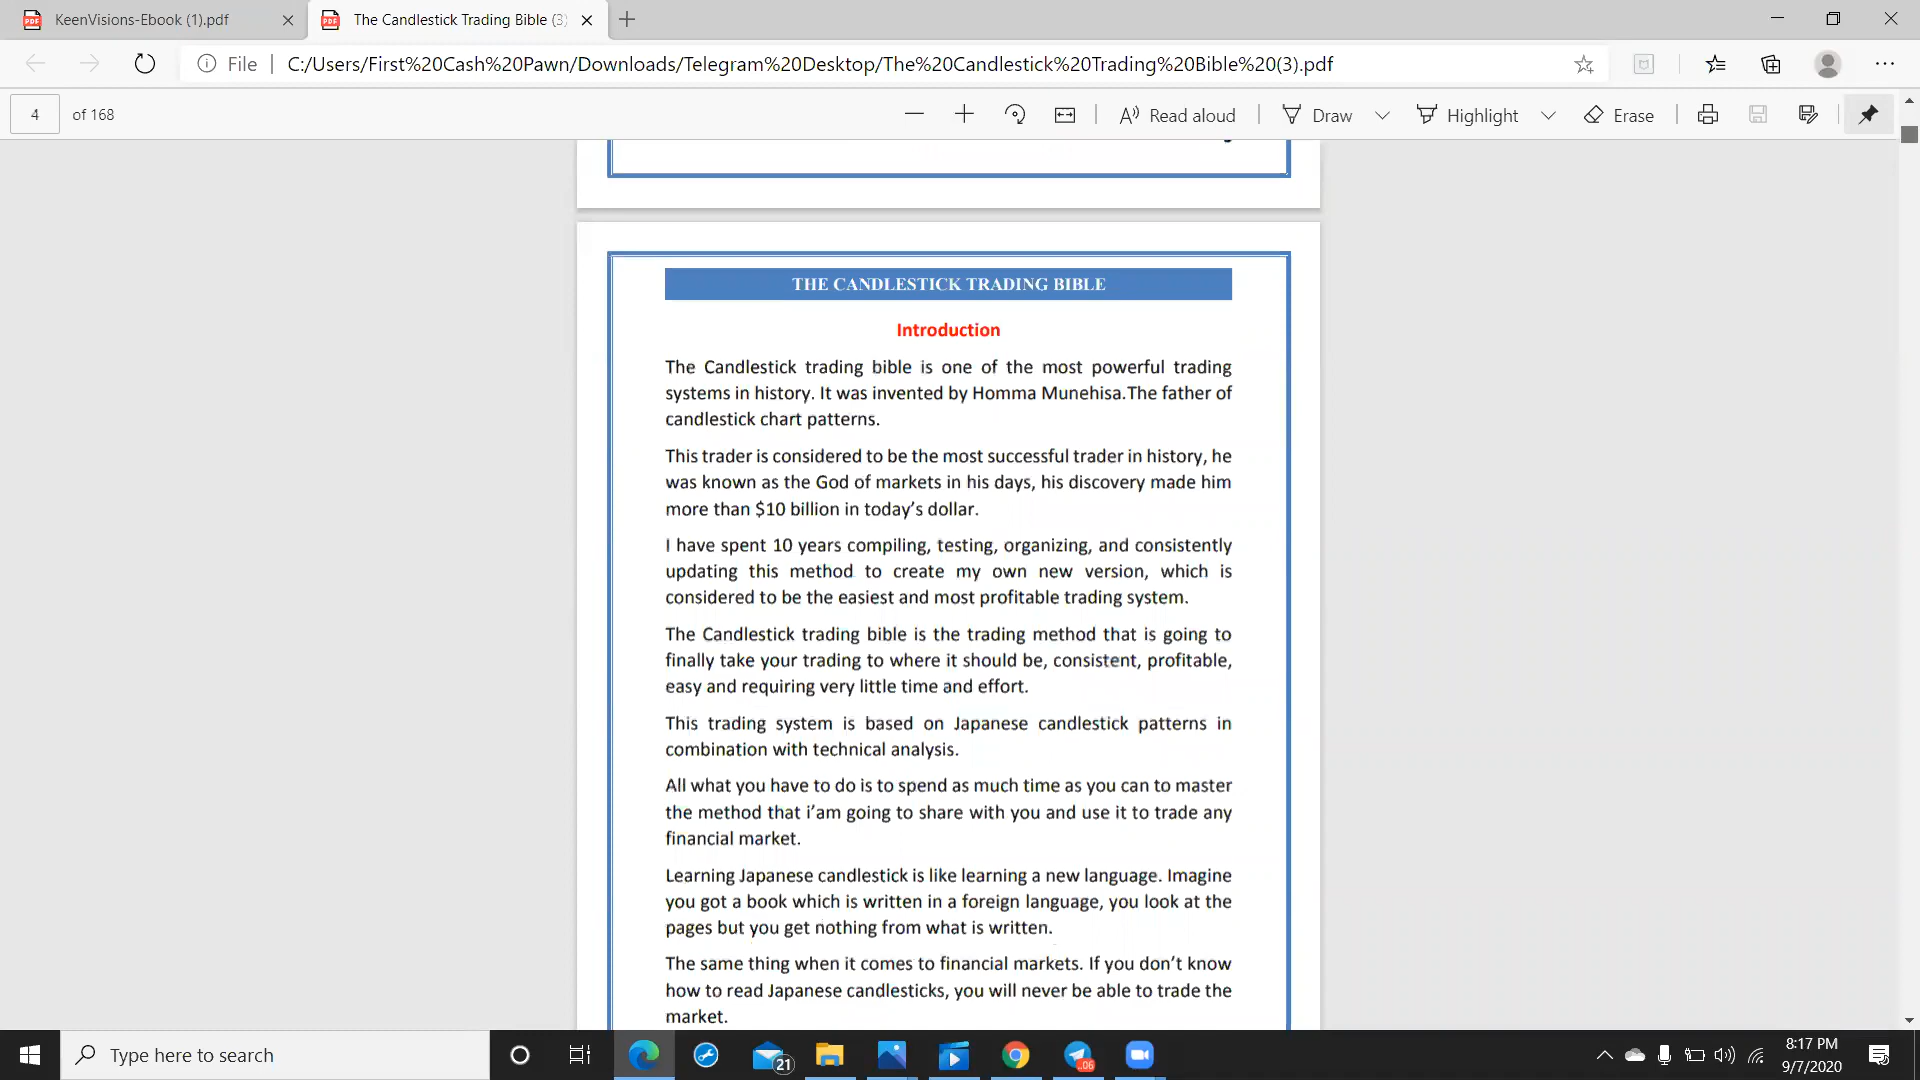 KeenVisions-Ebook (1).pdf
The Candlestick Trading Bible (3)
File
C:/Users/First%20Cash%20Pawn/Downloads/Telegram%20Desktop/The%20Candlestick%20Trading%20Bible%20(3).pdf
4 of 168
Read aloud
Draw
Highlight
Erase
THE CANDLESTICK TRADING BIBLE
Introduction
The Candlestick trading bible is one of the most powerful trading
systems in history. It was invented by Homma Munehisa.The father of
candlestick chart patterns.
This trader is considered to be the most successful trader in history, he
was known as the God of markets in his days, his discovery made him
more than $10 billion in today’s dollar.
I have spent 10 years compiling, testing, organizing, and consistently
updating this method to create my own new version, which is
considered to be the easiest and most profitable trading system.
The Candlestick trading bible is the trading method that is going to
finally take your trading to where it should be, consistent, profitable,
easy and requiring very little time and effort.
This trading system is based on Japanese candlestick patterns in
combination with technical analysis.
All what you have to do is to spend as much time as you can to master
the method that i’am going to share with you and use it to trade any
financial market.
Learning Japanese candlestick is like learning a new language. Imagine
you got a book which is written in a foreign language, you look at the
pages but you get nothing from what is written.
The same thing when it comes to financial markets. If you don’t know
how to read Japanese candlesticks, you will never be able to trade the
market.
Type here to search
21
8:17 PM
9/7/2020